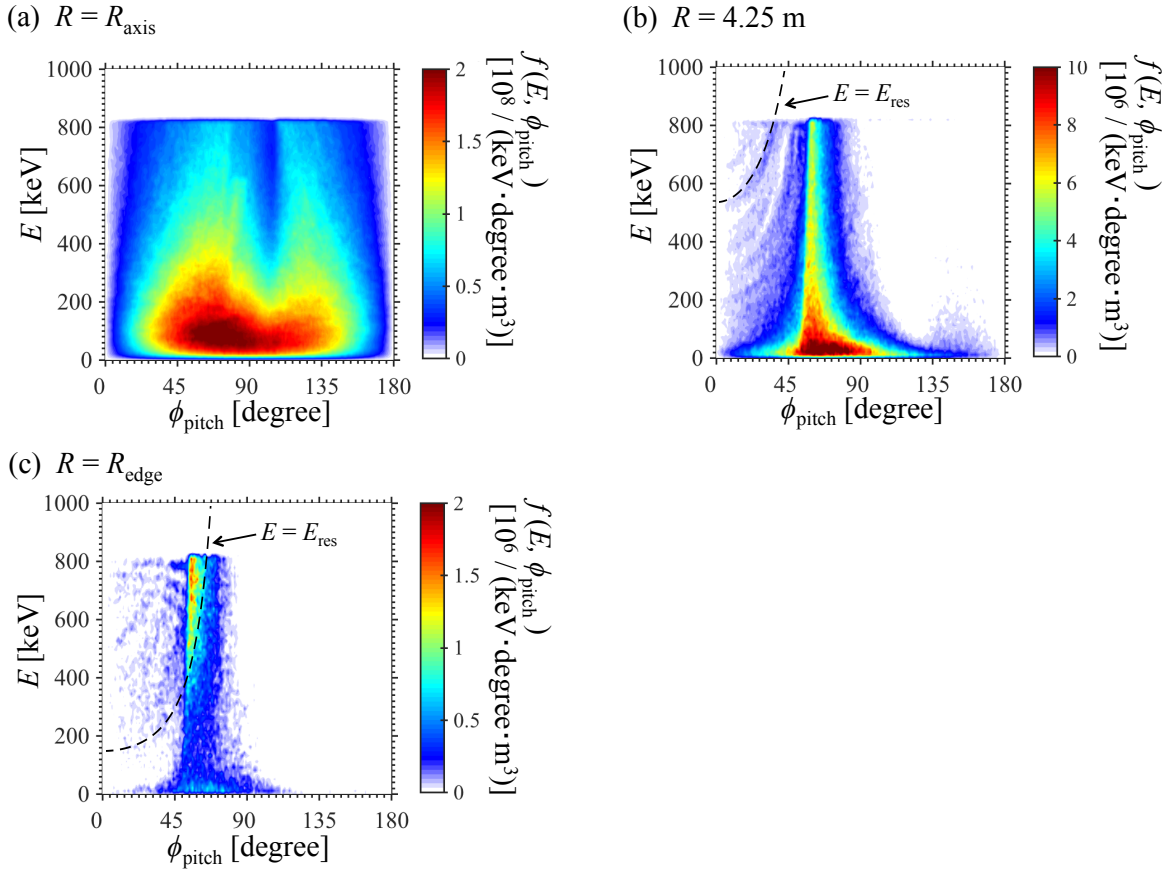 (a) R = R_axis
1000
800
600
400
200
0
E [keV]
0 45 90 135 180
ϕ_pitch [degree]
2
1.5
1
0.5
0
f (E, ϕ_pitch)
[10^8 / (keV·degree·m^3)]
(b) R = 4.25 m
1000
800
600
400
200
0
E [keV]
E = E_res
0 45 90 135 180
ϕ_pitch [degree]
10
8
6
4
2
0
f (E, ϕ_pitch)
[10^6 / (keV·degree·m^3)]
(c) R = R_edge
1000
800
600
400
200
0
E [keV]
E = E_res
0 45 90 135 180
ϕ_pitch [degree]
2
1.5
1
0.5
0
f (E, ϕ_pitch)
[10^6 / (keV·degree·m^3)]